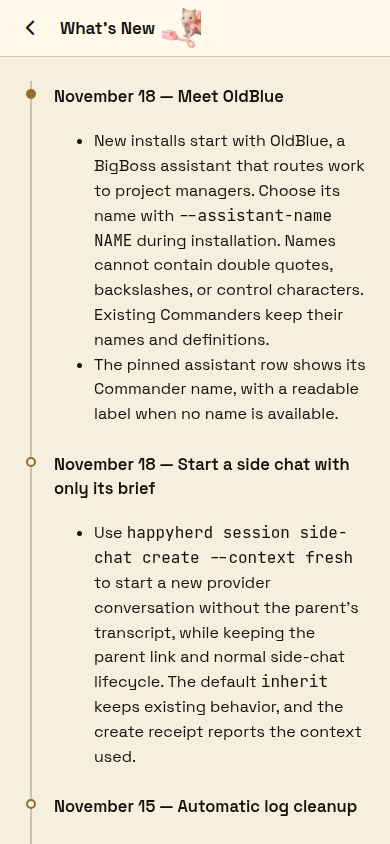 What's New
November 18 — Meet OldBlue
• New installs start with OldBlue, a
BigBoss assistant that routes work
to project managers. Choose its
name with --assistant-name
NAME during installation. Names
cannot contain double quotes,
backslashes, or control characters.
Existing Commanders keep their
names and definitions.
• The pinned assistant row shows its
Commander name, with a readable
label when no name is available.
November 18 — Start a side chat with
only its brief
• Use happyherd session side-
chat create --context fresh
to start a new provider
conversation without the parent's
transcript, while keeping the
parent link and normal side-chat
lifecycle. The default inherit
keeps existing behavior, and the
create receipt reports the context
used.
November 15 — Automatic log cleanup